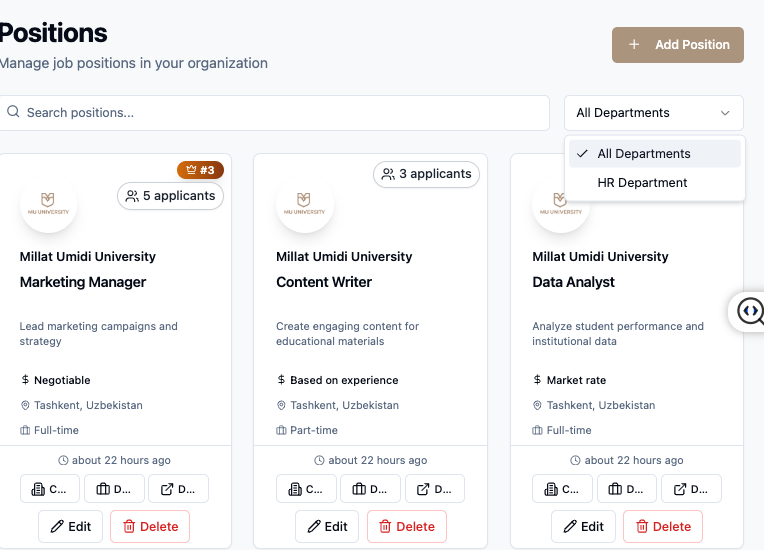 Positions
Manage job positions in your organization
+ Add Position
Search positions...
All Departments
All Departments
HR Department
#3
5 applicants
MU UNIVERSITY
Millat Umidi University
Marketing Manager
Lead marketing campaigns and
strategy
$ Negotiable
Tashkent, Uzbekistan
Full-time
about 22 hours ago
C...
D...
D...
Edit
Delete
3 applicants
MU UNIVERSITY
Millat Umidi University
Content Writer
Create engaging content for
educational materials
$ Based on experience
Tashkent, Uzbekistan
Part-time
about 22 hours ago
C...
D...
D...
Edit
Delete
MU UNIVERSITY
Millat Umidi University
Data Analyst
Analyze student performance and
institutional data
$ Market rate
Tashkent, Uzbekistan
Full-time
about 22 hours ago
C...
D...
D...
Edit
Delete